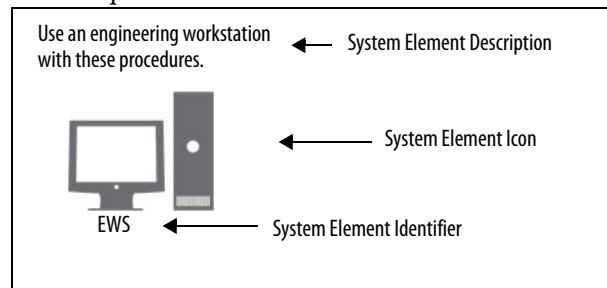 Use an engineering workstation
with these procedures.
System Element Description
System Element Icon
EWS
System Element Identifier